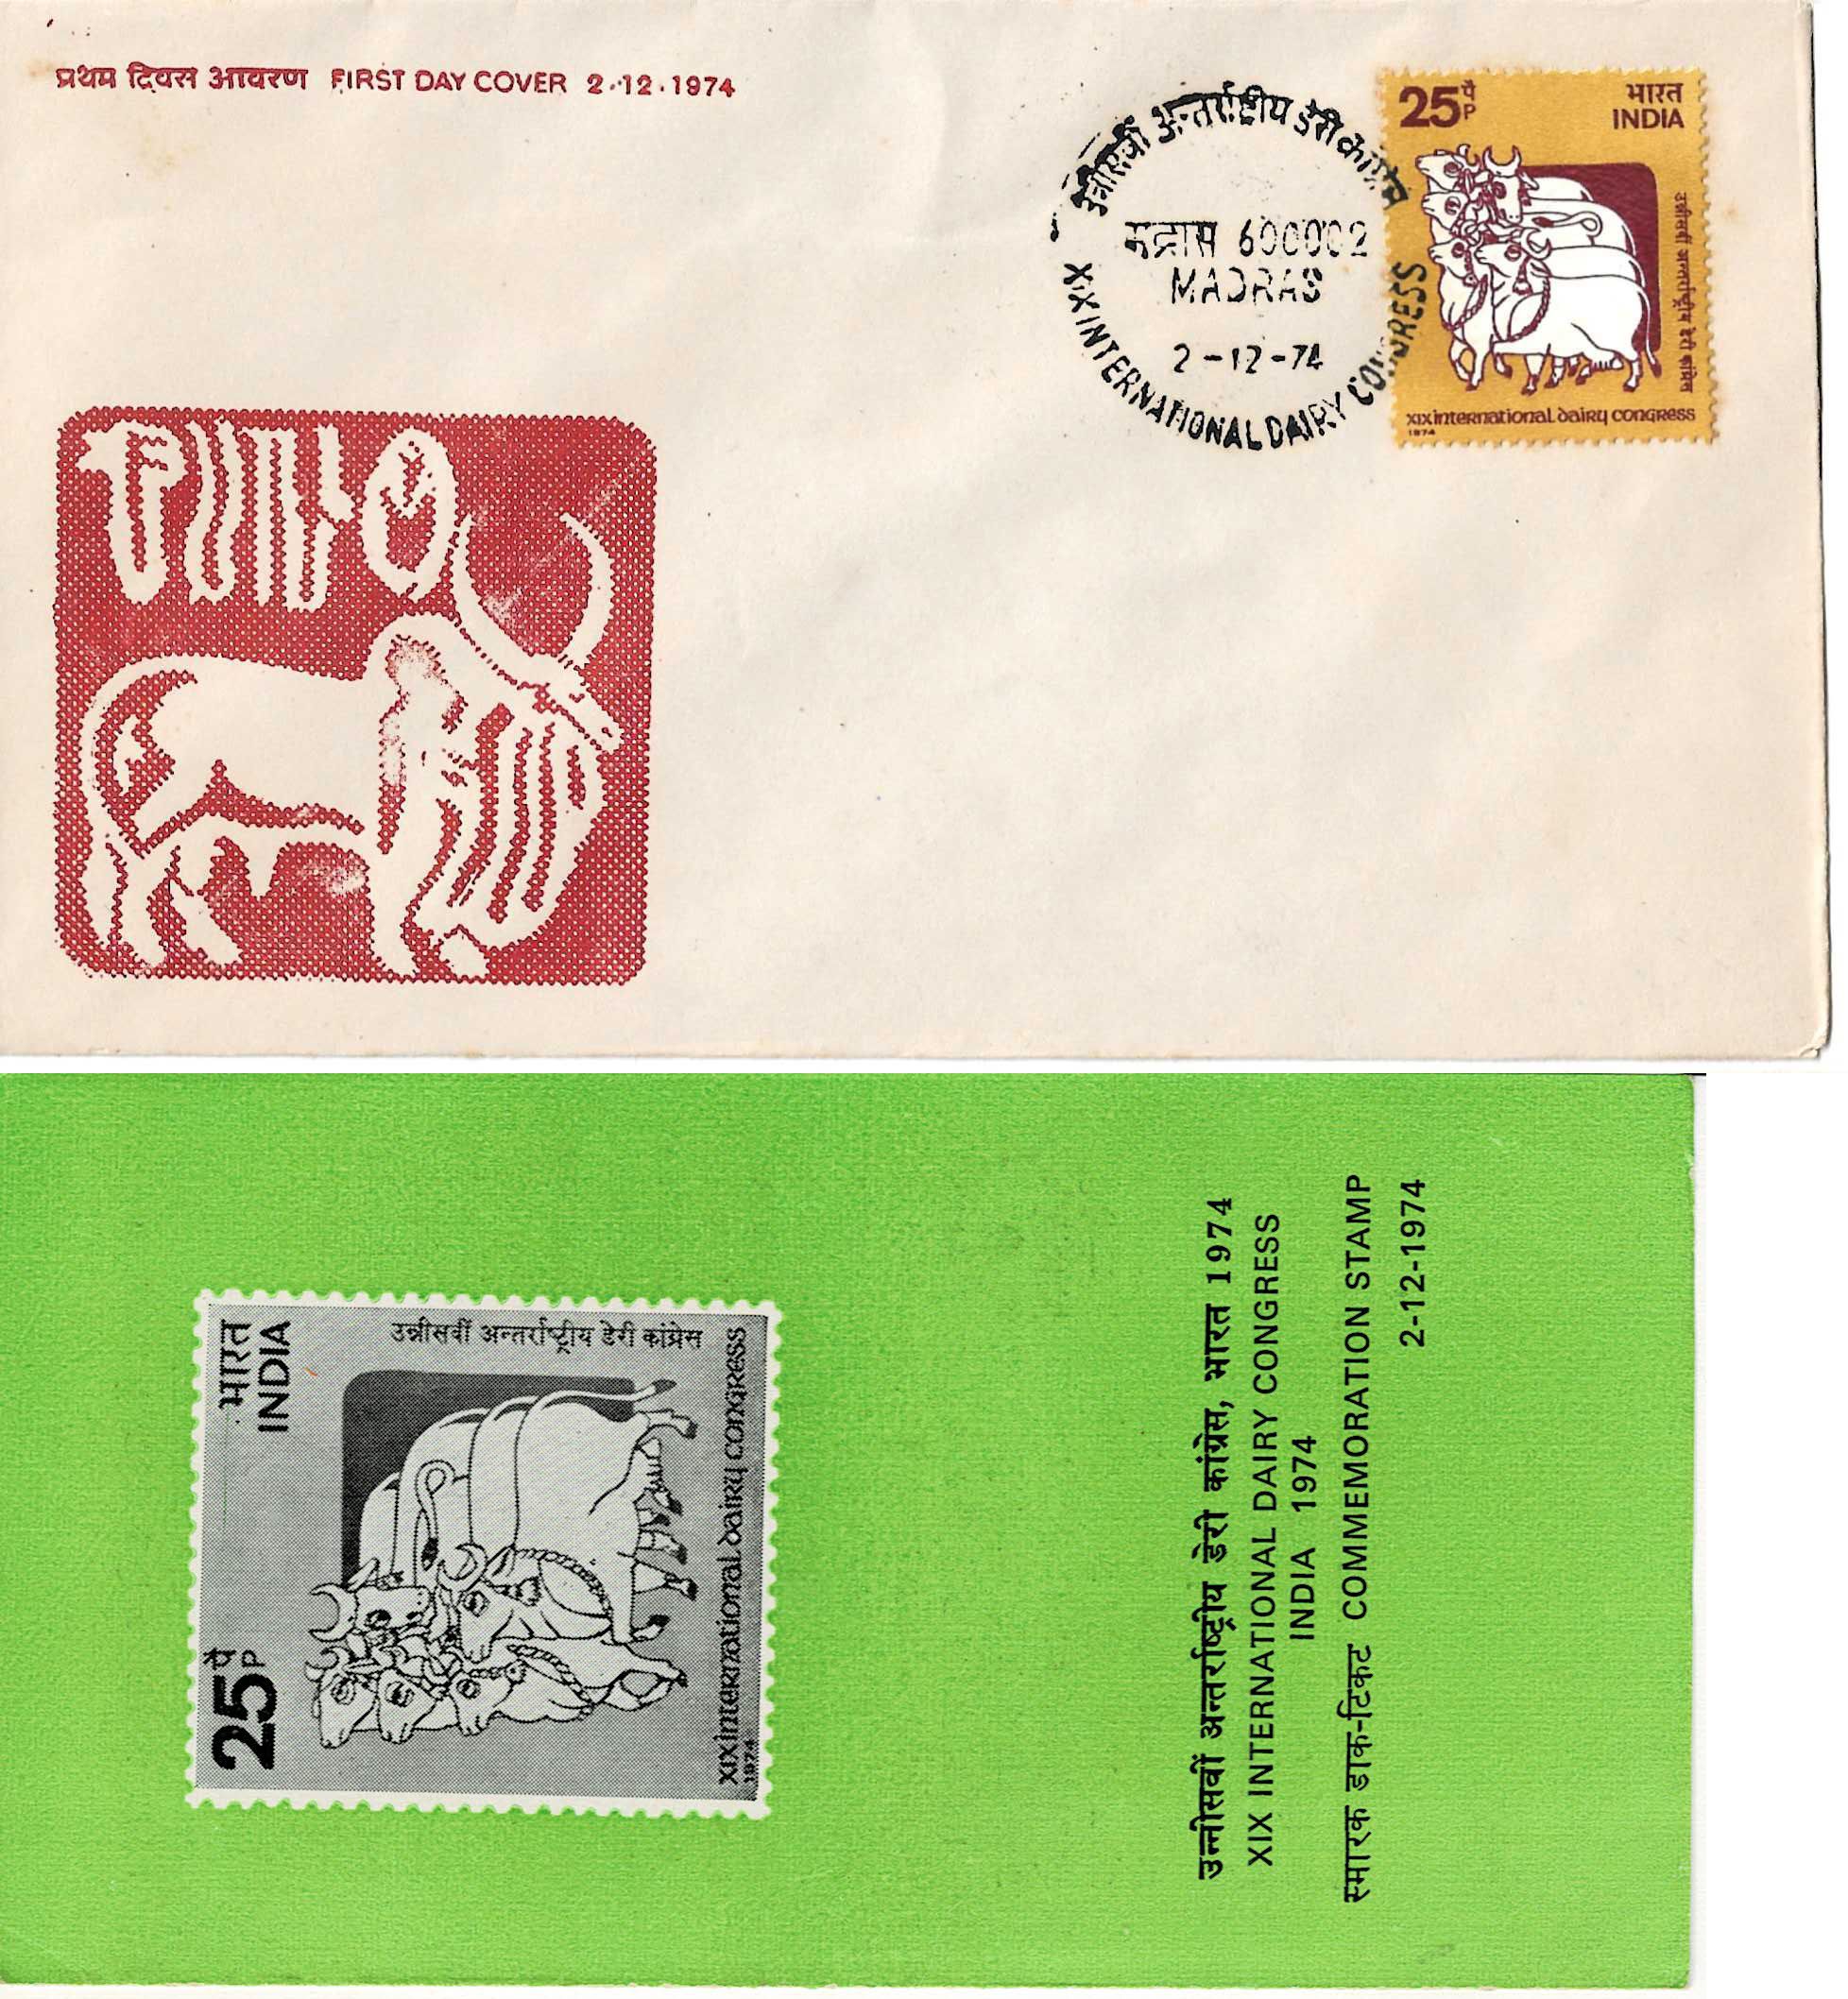 प्रथम दिवस आवरण FIRST DAY COVER 2.12.1974
उन्नीसवीं अन्तर्राष्ट्रीय डेरी कांग्रेस
मद्रास 600002
MADRAS
2-12-74
XIX INTERNATIONAL DAIRY CONGRESS
25 पै P
भारत
INDIA
उन्नीसवीं अन्तर्राष्ट्रीय डेरी कांग्रेस
XIX international dairy congress
1974
25 पै P
भारत
INDIA
उन्नीसवीं अन्तर्राष्ट्रीय डेरी कांग्रेस
XIX international dairy congress
1974
उन्नीसवीं अन्तर्राष्ट्रीय डेरी कांग्रेस, भारत 1974
XIX INTERNATIONAL DAIRY CONGRESS
INDIA 1974
स्मारक डाक-टिकट COMMEMORATION STAMP
2-12-1974